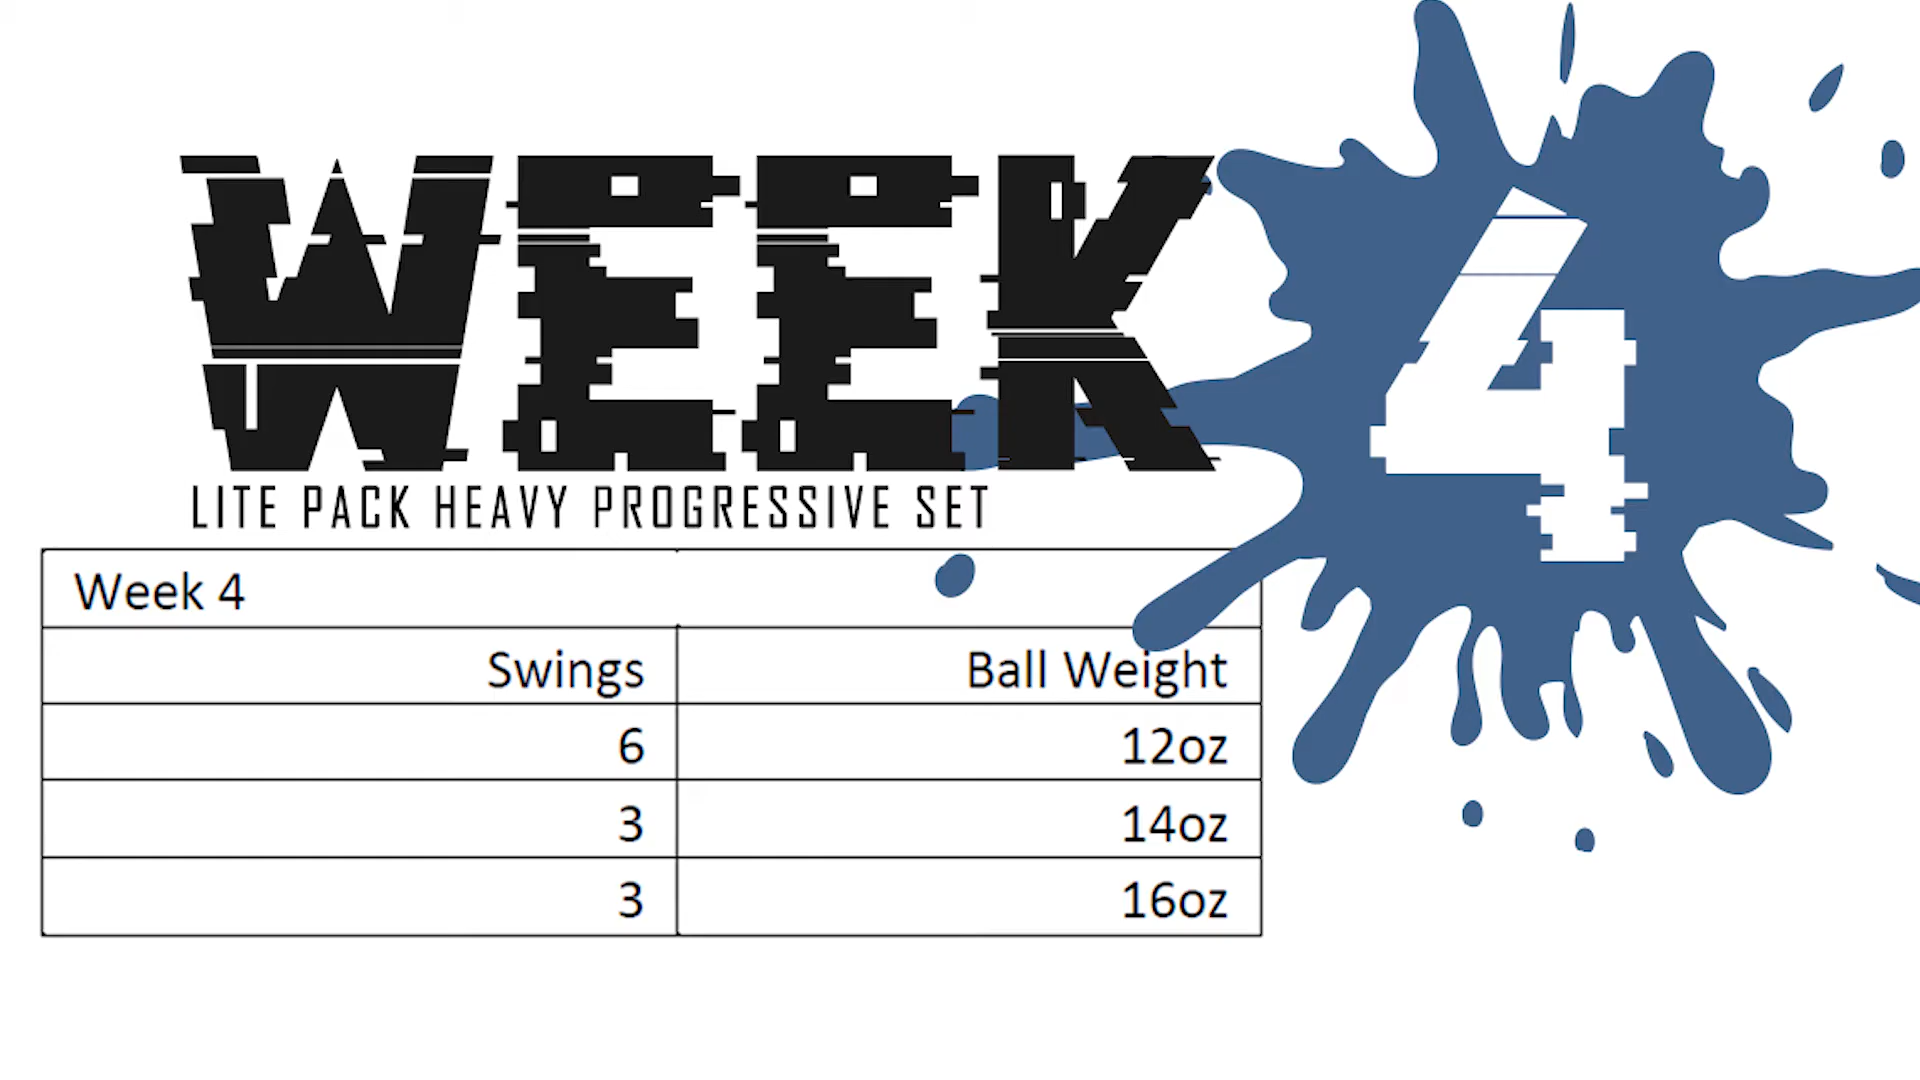 WEEK 4
LITE PACK HEAVY PROGRESSIVE SET
Week 4
Swings Ball Weight
6 12oz
3 14oz
3 16oz